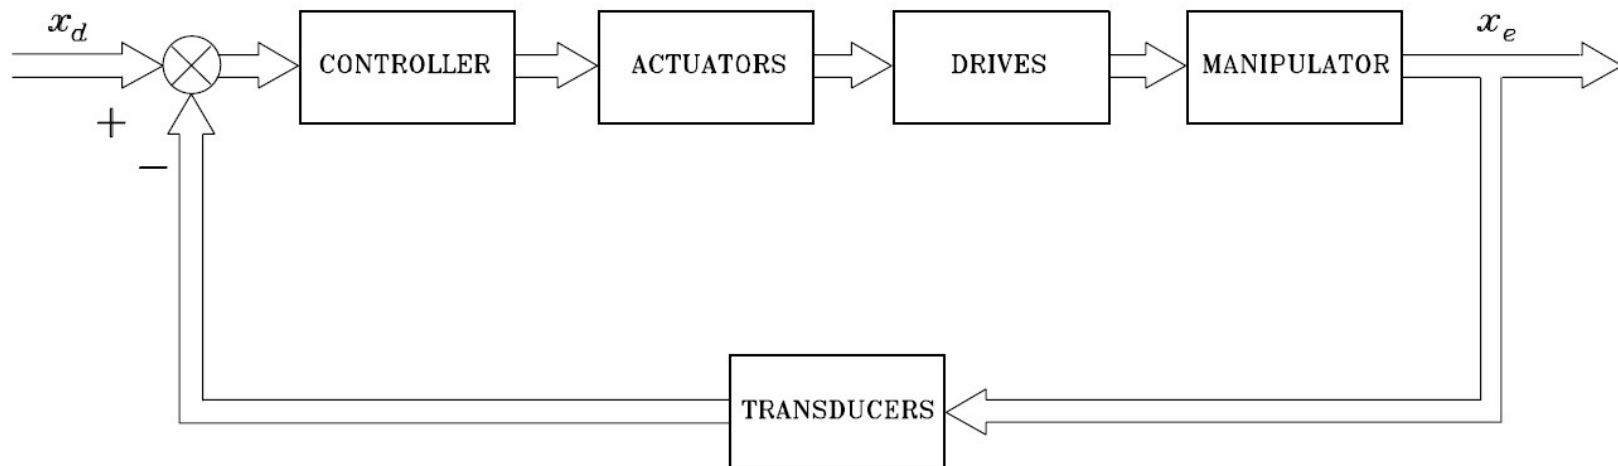 x_d
x_e
CONTROLLER
ACTUATORS
DRIVES
MANIPULATOR
+
−
TRANSDUCERS